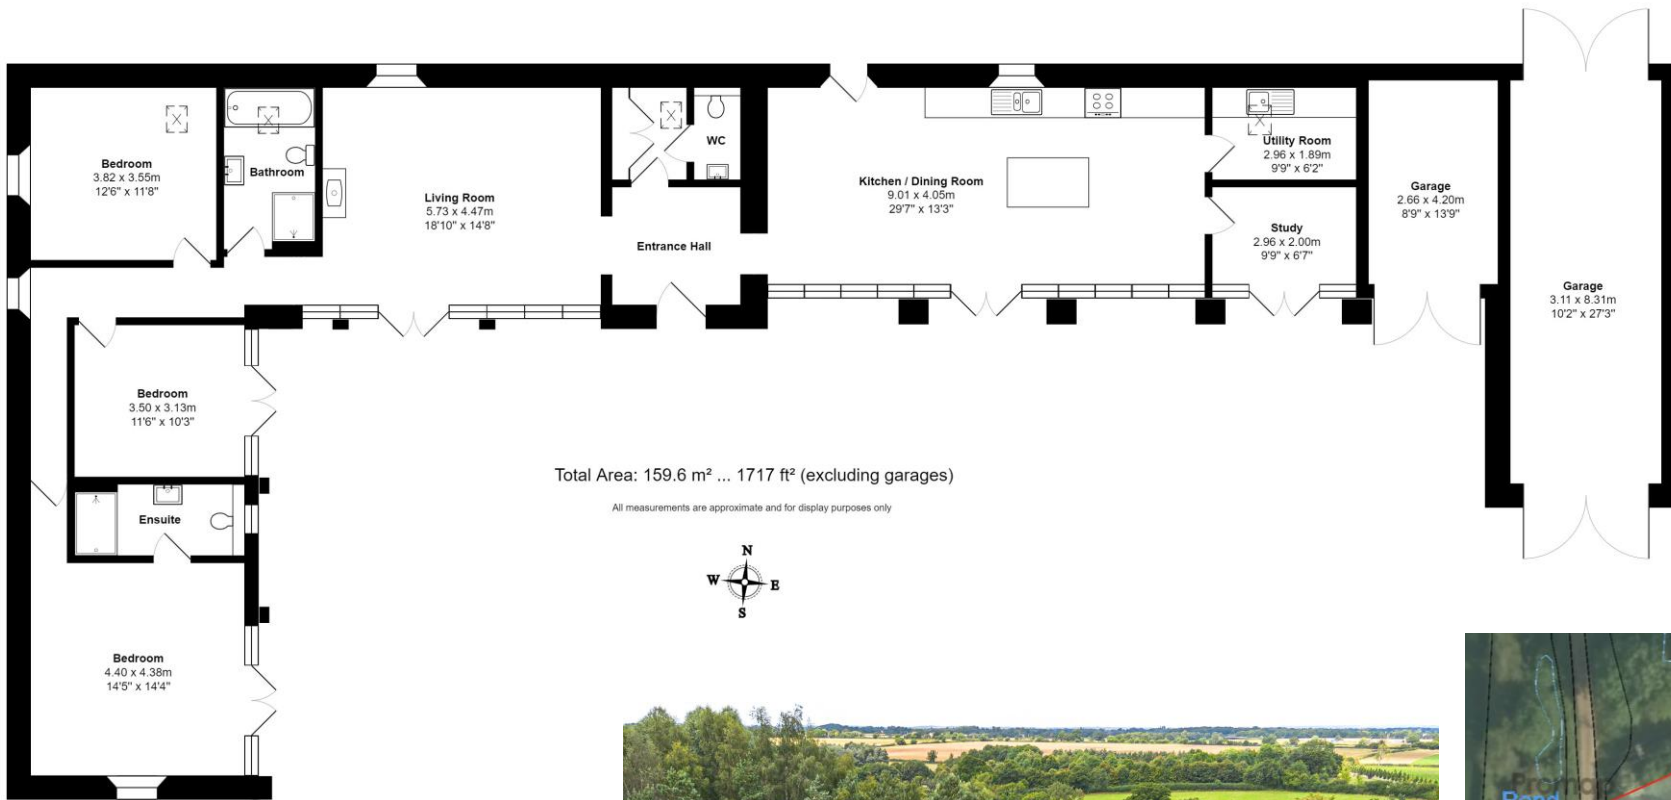 Bedroom
3.82 x 3.55m
12'6" x 11'8"
Bathroom
Living Room
5.73 x 4.47m
18'10" x 14'8"
WC
Entrance Hall
Kitchen / Dining Room
9.01 x 4.05m
29'7" x 13'3"
Utility Room
2.96 x 1.89m
9'9" x 6'2"
Study
2.96 x 2.00m
9'9" x 6'7"
Garage
2.66 x 4.20m
8'9" x 13'9"
Garage
3.11 x 8.31m
10'2" x 27'3"
Bedroom
3.50 x 3.13m
11'6" x 10'3"
Ensuite
Bedroom
4.40 x 4.38m
14'5" x 14'4"
Total Area: 159.6 m² ... 1717 ft² (excluding garages)
All measurements are approximate and for display purposes only
N
W E
S